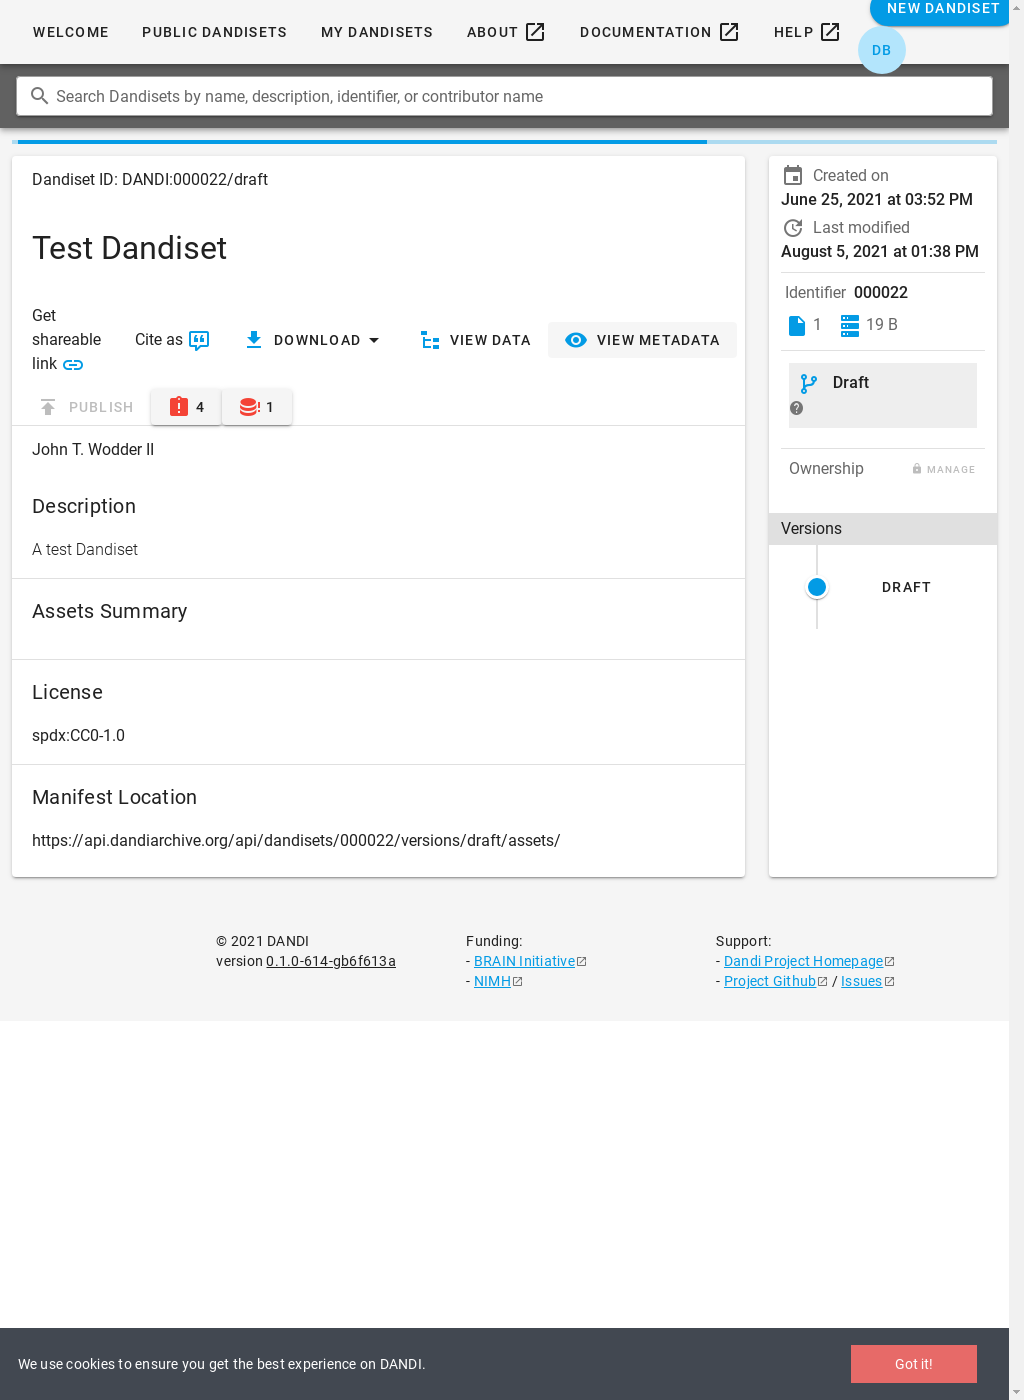 WELCOME PUBLIC DANDISETS MY DANDISETS ABOUT DOCUMENTATION HELP NEW DANDISET
DB
Search Dandisets by name, description, identifier, or contributor name
Dandiset ID: DANDI:000022/draft
Test Dandiset
Get shareable link
Cite as
DOWNLOAD
VIEW DATA
VIEW METADATA
PUBLISH
4
1
John T. Wodder II
Description
A test Dandiset
Assets Summary
License
spdx:CC0-1.0
Manifest Location
https://api.dandiarchive.org/api/dandisets/000022/versions/draft/assets/
Created on
June 25, 2021 at 03:52 PM
Last modified
August 5, 2021 at 01:38 PM
Identifier 000022
1 19 B
Draft
Ownership MANAGE
Versions
DRAFT
© 2021 DANDI
version 0.1.0-614-gb6f613a
Funding:
- BRAIN Initiative
- NIMH
Support:
- Dandi Project Homepage
- Project Github / Issues
We use cookies to ensure you get the best experience on DANDI.
Got it!